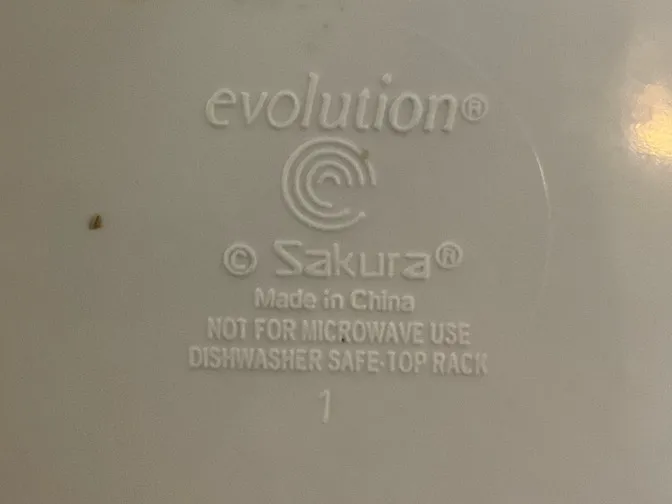 evolution®
© Sakura®
Made in China
NOT FOR MICROWAVE USE
DISHWASHER SAFE-TOP RACK
1